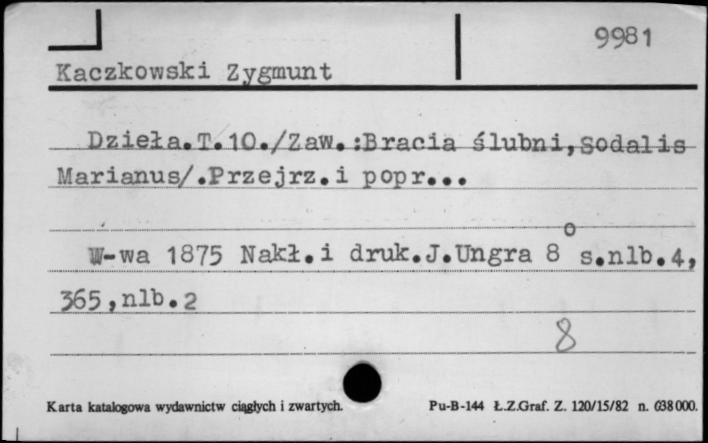 9981
Kaczkowski Zygmunt
Dzieła.T.10./Zaw.:Bracia ślubni,Sodalis
Marianus/.Przejrz.i popr...
W-wa 1875 Nakł.i druk.J.Ungra 8° s.nlb.4,
365,nlb.2
8
Karta katalogowa wydawnictw ciągłych i zwartych. Pu-B-144 Ł.Z.Graf. Z. 120/15/82 n. 638000.